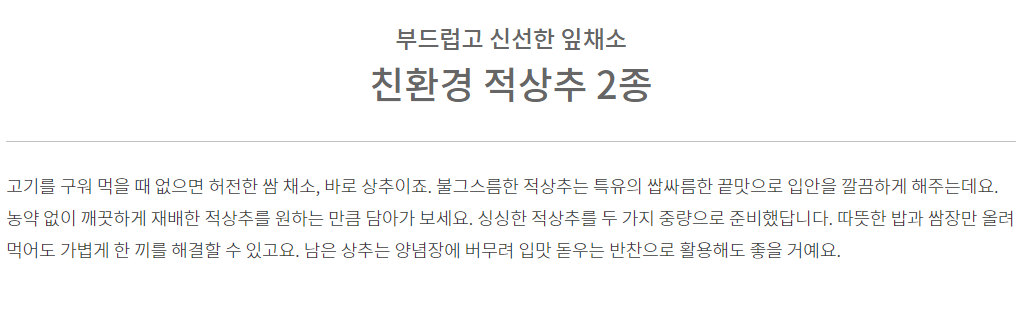 부드럽고 신선한 잎채소
친환경 적상추 2종
고기를 구워 먹을 때 없으면 허전한 쌈 채소, 바로 상추이죠. 불그스름한 적상추는 특유의 쌉싸름한 끝맛으로 입안을 깔끔하게 해주는데요.
농약 없이 깨끗하게 재배한 적상추를 원하는 만큼 담아가 보세요. 싱싱한 적상추를 두 가지 중량으로 준비했답니다. 따뜻한 밥과 쌈장만 올려
먹어도 가볍게 한 끼를 해결할 수 있고요. 남은 상추는 양념장에 버무려 입맛 돋우는 반찬으로 활용해도 좋을 거예요.